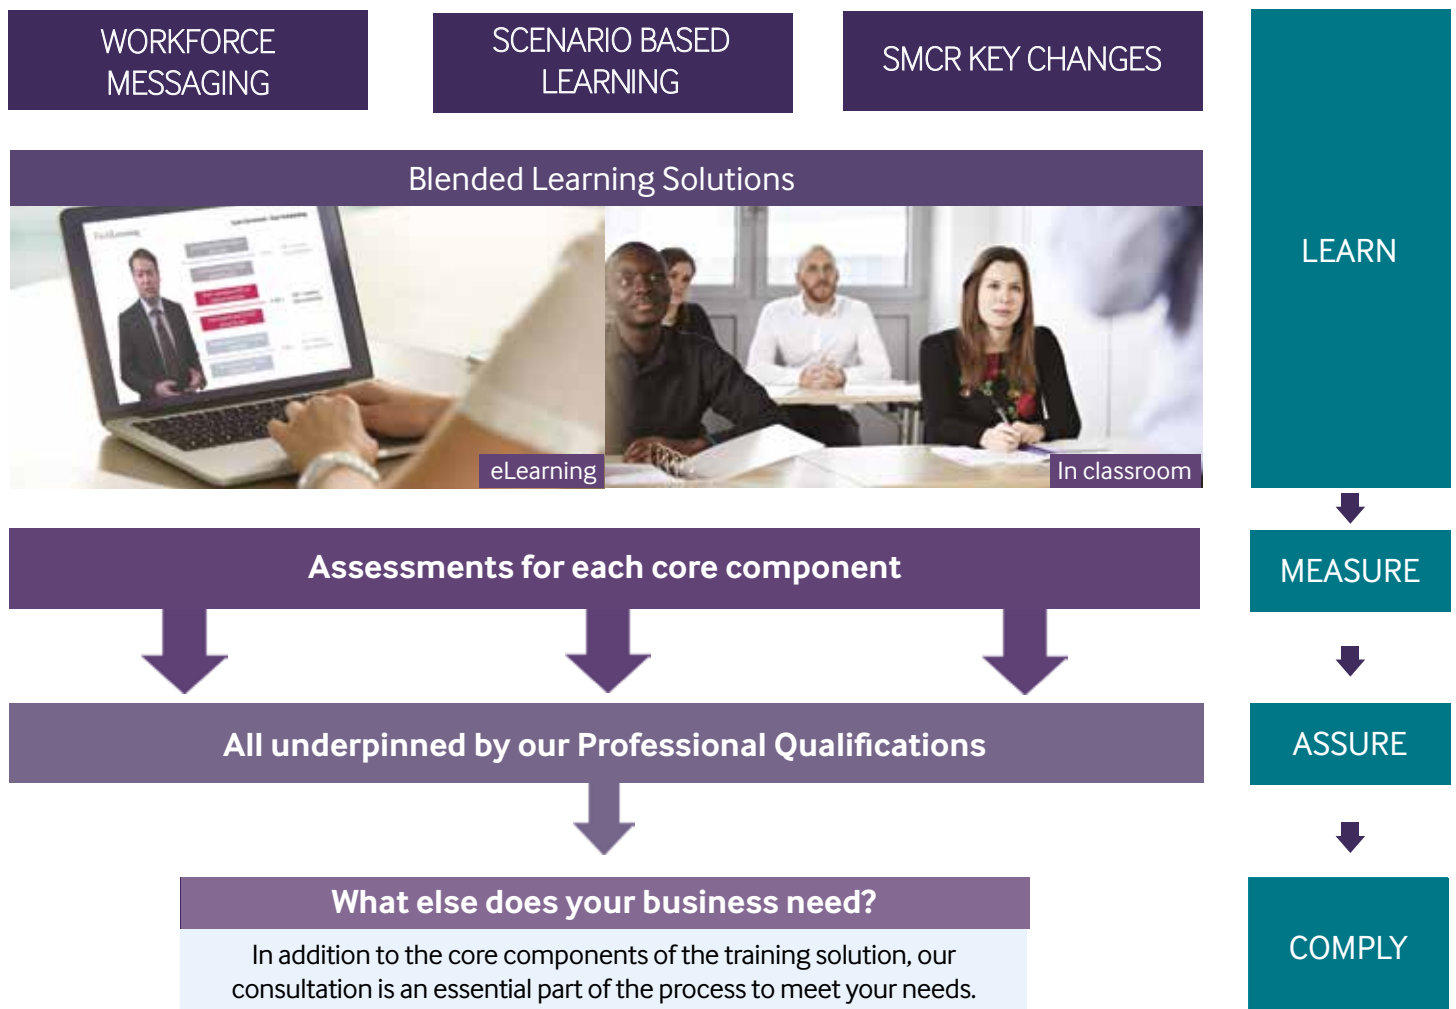 WORKFORCE
MESSAGING
SCENARIO BASED
LEARNING
SMCR KEY CHANGES
Blended Learning Solutions
eLearning
In classroom
LEARN
Assessments for each core component
MEASURE
All underpinned by our Professional Qualifications
ASSURE
What else does your business need?
In addition to the core components of the training solution, our
consultation is an essential part of the process to meet your needs.
COMPLY